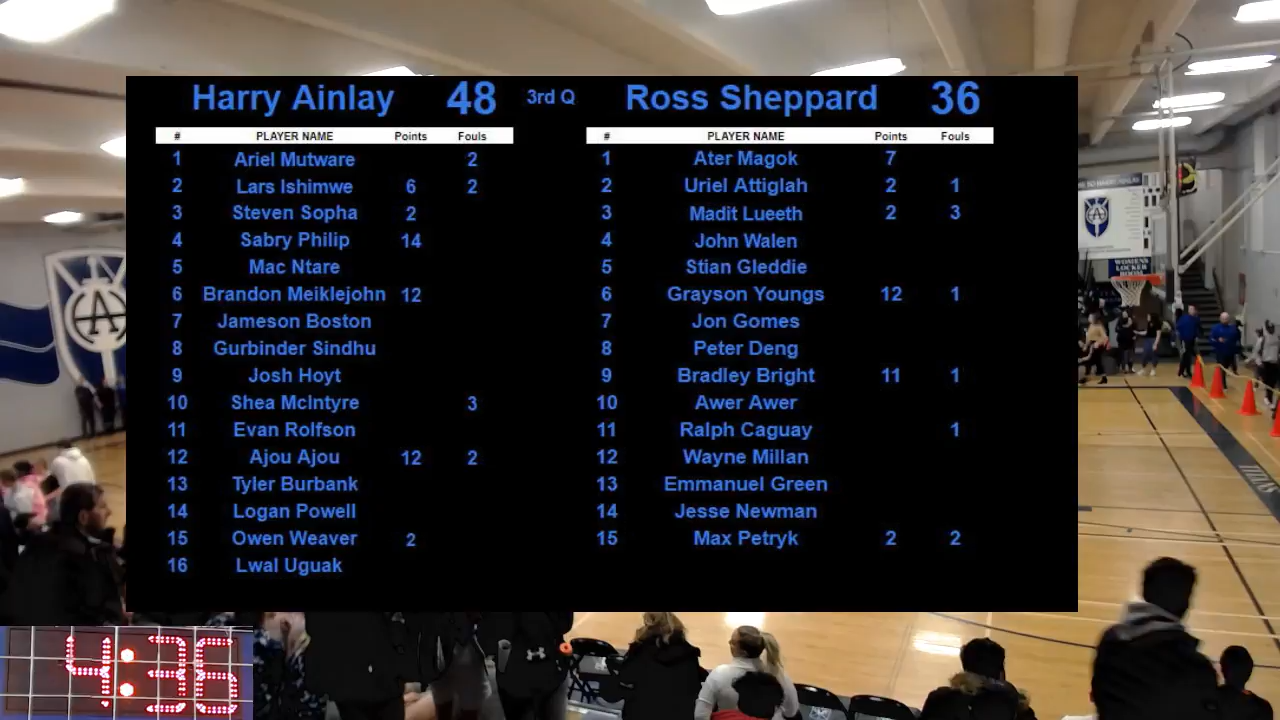 Harry Ainlay 48 3rd Q Ross Sheppard 36
# PLAYER NAME Points Fouls # PLAYER NAME Points Fouls
1 Ariel Mutware 2 1 Ater Magok 7
2 Lars Ishimwe 6 2 2 Uriel Attiglah 2 1
3 Steven Sopha 2 3 Madit Lueeth 2 3
4 Sabry Philip 14 4 John Walen
5 Mac Ntare 5 Stian Gleddie
6 Brandon Meiklejohn 12 6 Grayson Youngs 12 1
7 Jameson Boston 7 Jon Gomes
8 Gurbinder Sindhu 8 Peter Deng
9 Josh Hoyt 9 Bradley Bright 11 1
10 Shea McIntyre 3 10 Awer Awer
11 Evan Rolfson 11 Ralph Caguay 1
12 Ajou Ajou 12 2 12 Wayne Millan
13 Tyler Burbank 13 Emmanuel Green
14 Logan Powell 14 Jesse Newman
15 Owen Weaver 2 15 Max Petryk 2 2
16 Lwal Uguak
WOMEN'S
LOCKER
ROOM
TITANS
4:36